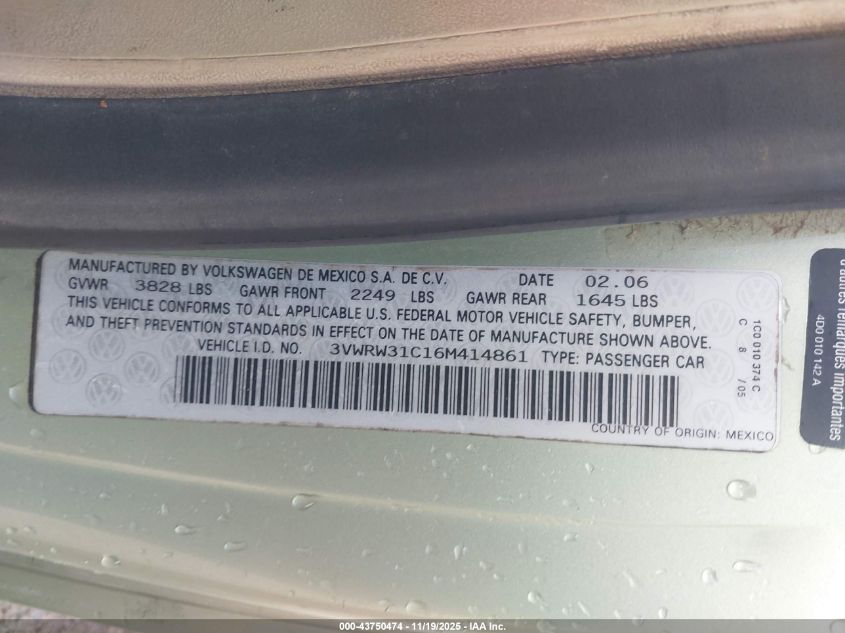 MANUFACTURED BY VOLKSWAGEN DE MEXICO S.A. DE C.V. DATE 02.06
GVWR 3828 LBS GAWR FRONT 2249 LBS GAWR REAR 1645 LBS
THIS VEHICLE CONFORMS TO ALL APPLICABLE U.S. FEDERAL MOTOR VEHICLE SAFETY, BUMPER,
AND THEFT PREVENTION STANDARDS IN EFFECT ON THE DATE OF MANUFACTURE SHOWN ABOVE.
VEHICLE I.D. NO. 3VWRW31C16M414861 TYPE: PASSENGER CAR
COUNTRY OF ORIGIN: MEXICO
1C0 010 374 C
C 8 /05
remarques importantes
4D0 010 142 A
000-43750474 - 11/19/2025 - IAA Inc.